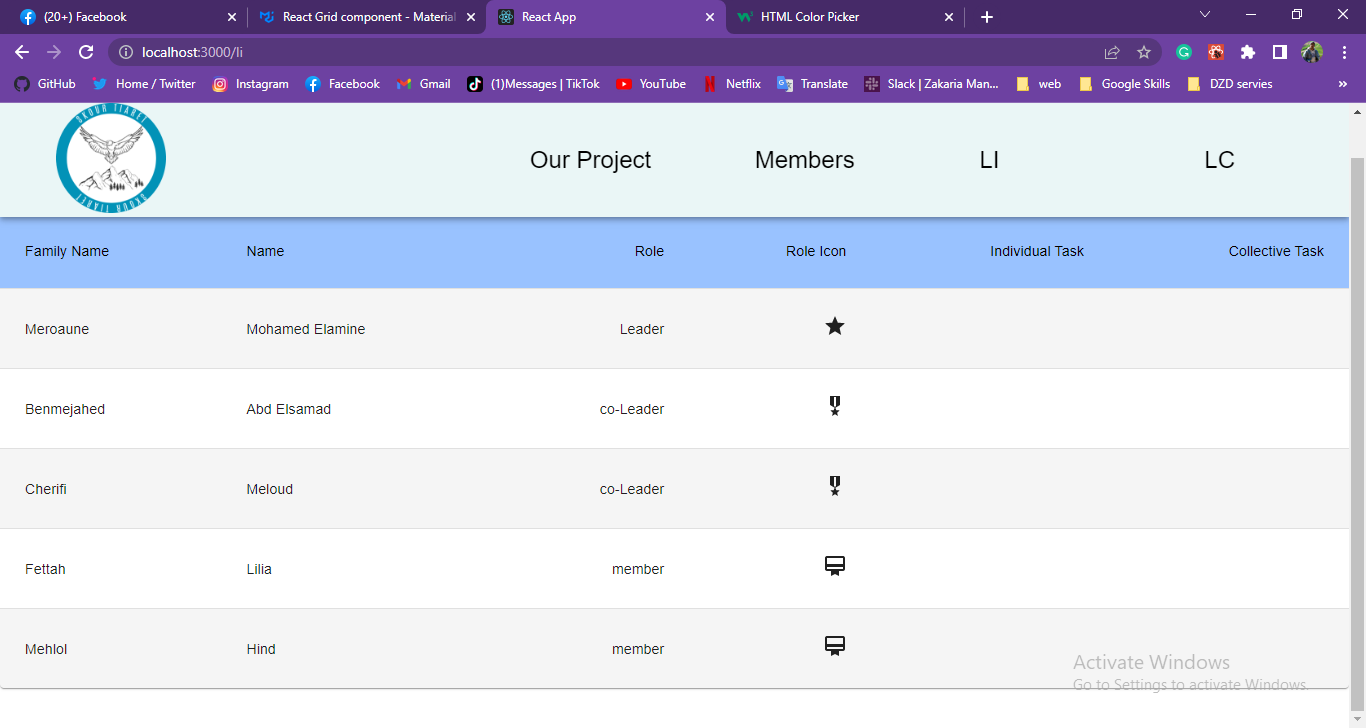 (20+) Facebook
React Grid component - Material
React App
HTML Color Picker
localhost:3000/li
GitHub
Home / Twitter
Instagram
Facebook
Gmail
(1)Messages | TikTok
YouTube
Netflix
Translate
Slack | Zakaria Man...
web
Google Skills
DZD servies
»
SKOUR TIARET
SKOUR TIARET
Our Project
Members
LI
LC
Family Name Name Role Role Icon Individual Task Collective Task
Meroaune Mohamed Elamine Leader
Benmejahed Abd Elsamad co-Leader
Cherifi Meloud co-Leader
Fettah Lilia member
Mehlol Hind member
Activate Windows
Go to Settings to activate Windows.